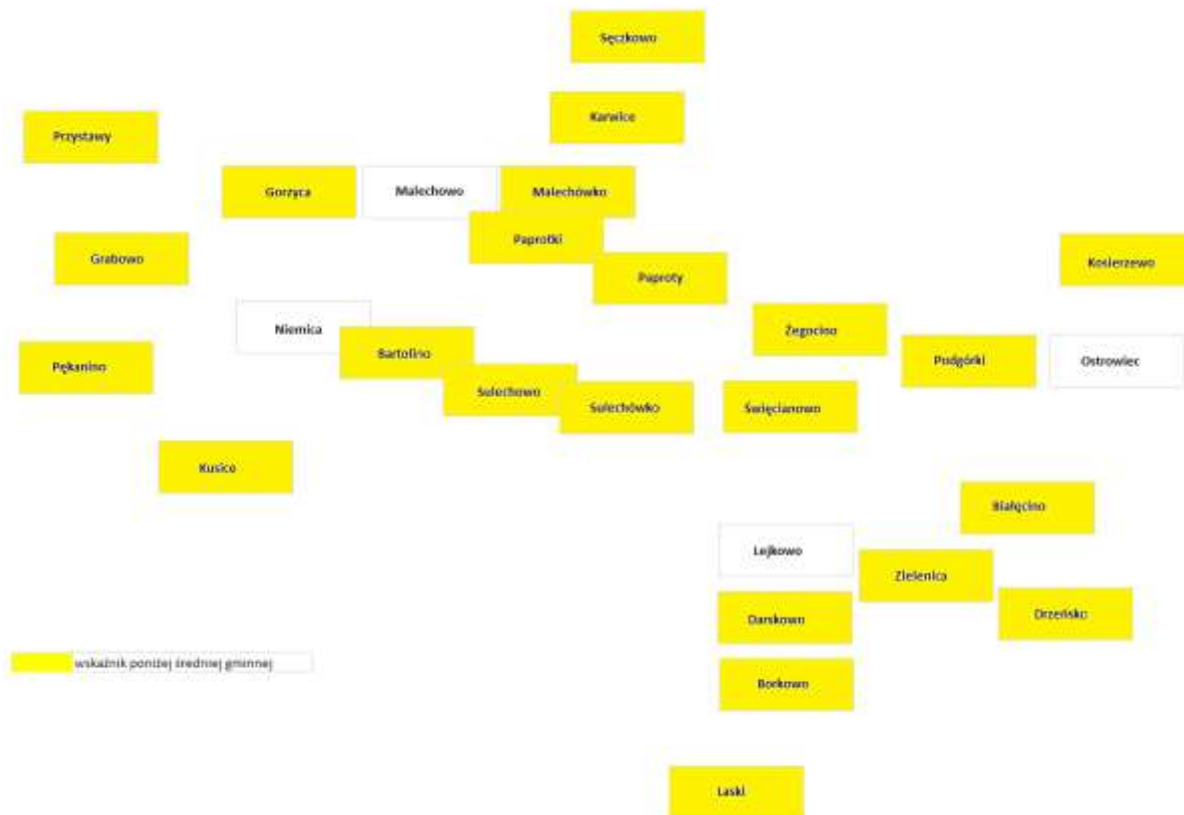 Sęczkowo
Karwice
Przystawy
Gorzyca
Malechowo
Malechówko
Paprotki
Grabowo
Paproty
Kosierzewo
Niemica
Żegocino
Bartolino
Podgórki
Ostrowiec
Pękanino
Sulechowo
Sulechówko
Święcianowo
Kusice
Białęcino
Lejkowo
Zielenica
Drzeńsko
Darskowo
wskaźnik poniżej średniej gminnej
Borkowo
Laski